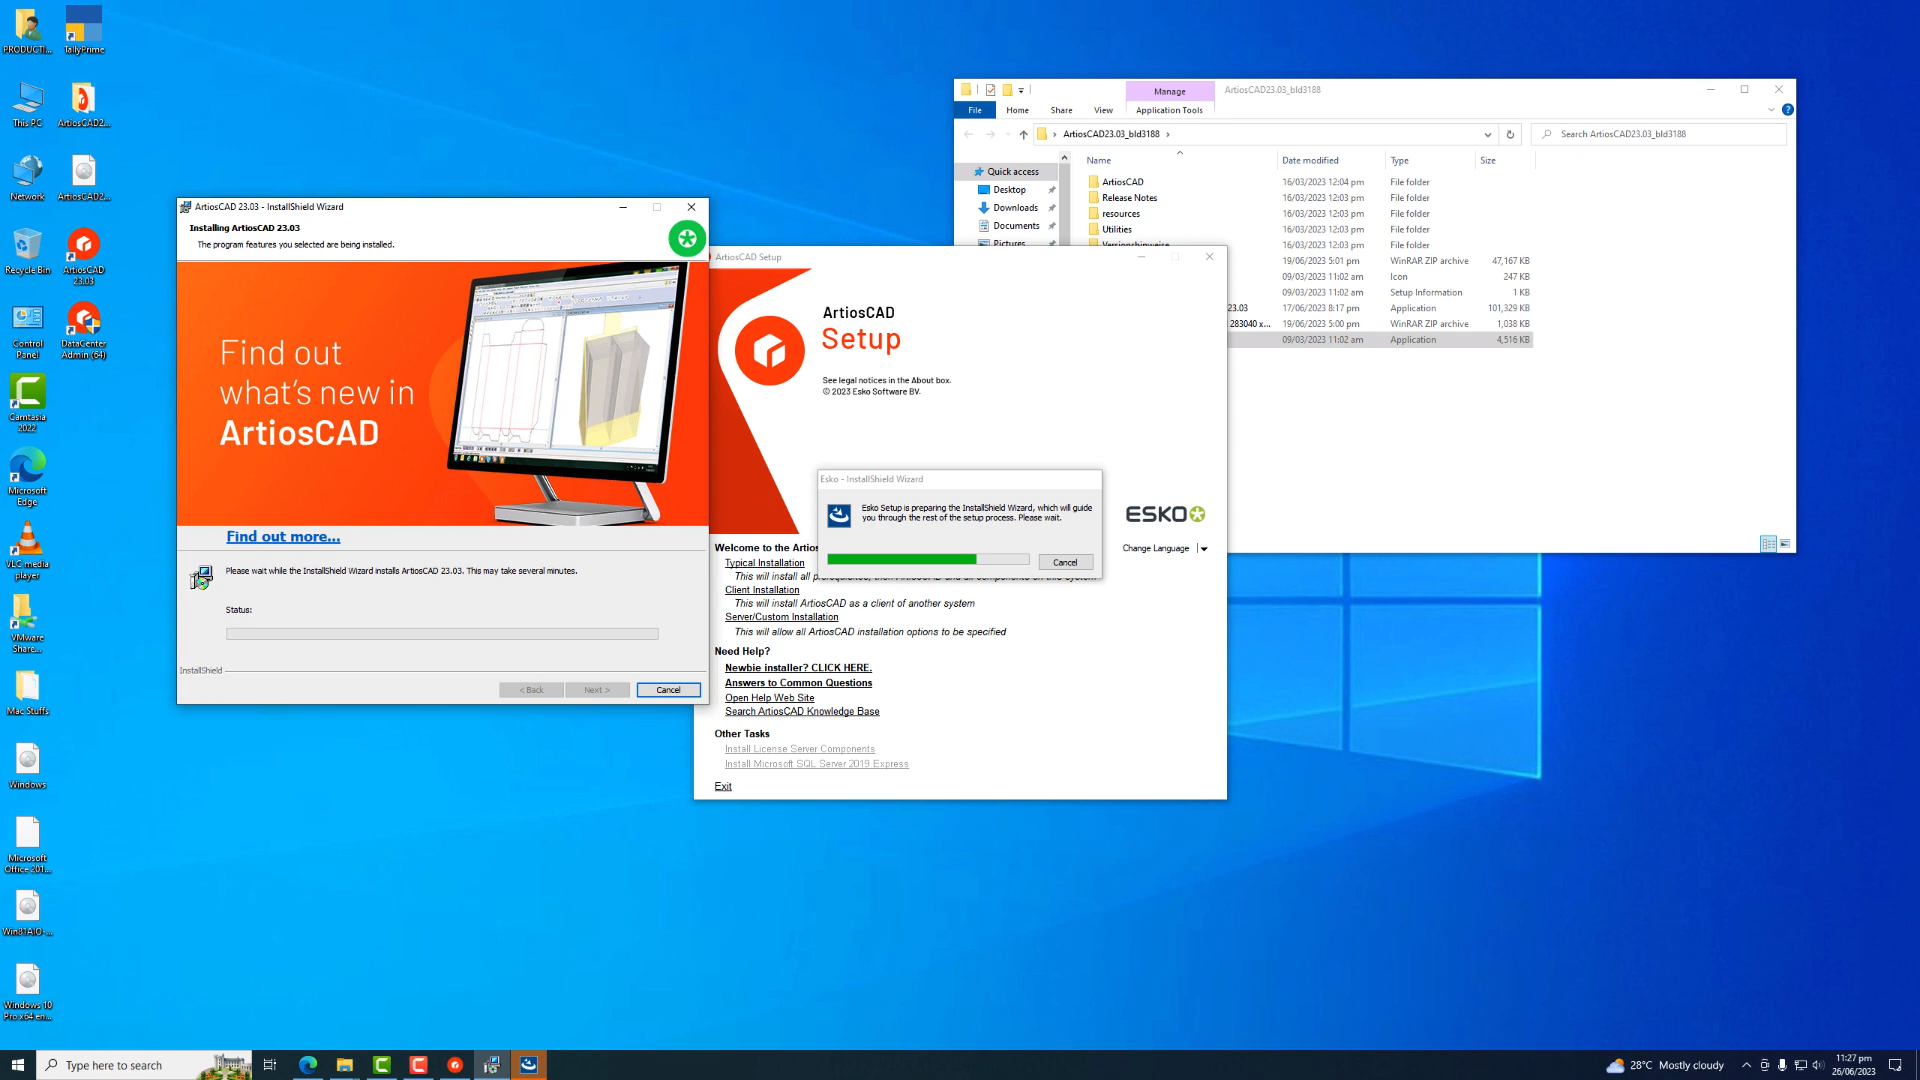 PRODUCTI...
TallyPrime
This PC
ArtiosCAD2...
Network
ArtiosCAD2...
Recycle Bin
ArtiosCAD
23.03
Control
Panel
DataCenter
Admin (64)
Camtasia
2022
Microsoft
Edge
VLC media
player
VMware
Share...
Mac Stuffs
Windows
Microsoft
Office 201...
Win81AIO-...
Windows 10
Pro x64 en...
ArtiosCAD 23.03 - InstallShield Wizard
Installing ArtiosCAD 23.03
The program features you selected are being installed.
Find out
what's new in
ArtiosCAD
Find out more...
Please wait while the InstallShield Wizard installs ArtiosCAD 23.03. This may take several minutes.
Status:
InstallShield
< Back
Next >
Cancel
ArtiosCAD Setup
ArtiosCAD
Setup
See legal notices in the About box.
© 2023 Esko Software BV.
Esko - InstallShield Wizard
Esko Setup is preparing the InstallShield Wizard, which will guide
you through the rest of the setup process. Please wait.
Cancel
ESKO
Change Language
Welcome to the Artios
Typical Installation
Client Installation
This will install ArtiosCAD as a client of another system
Server/Custom Installation
This will allow all ArtiosCAD installation options to be specified
Need Help?
Newbie installer? CLICK HERE.
Answers to Common Questions
Open Help Web Site
Search ArtiosCAD Knowledge Base
Other Tasks
Install License Server Components
Install Microsoft SQL Server 2019 Express
Exit
Manage
ArtiosCAD23.03_bld3188
File
Home
Share
View
Application Tools
ArtiosCAD23.03_bld3188
Search ArtiosCAD23.03_bld3188
Quick access
Desktop
Downloads
Documents
Pictures
Name
Date modified
Type
Size
ArtiosCAD 16/03/2023 12:04 pm File folder
Release Notes 16/03/2023 12:03 pm File folder
resources 16/03/2023 12:03 pm File folder
Utilities 16/03/2023 12:03 pm File folder
Versionshinweise 16/03/2023 12:03 pm File folder
19/06/2023 5:01 pm WinRAR ZIP archive 47,167 KB
09/03/2023 11:02 am Icon 247 KB
09/03/2023 11:02 am Setup Information 1 KB
23.03 17/06/2023 8:17 pm Application 101,329 KB
283040 x... 19/06/2023 5:00 pm WinRAR ZIP archive 1,038 KB
09/03/2023 11:02 am Application 4,516 KB
Type here to search
28°C Mostly cloudy
11:27 pm
26/06/2023